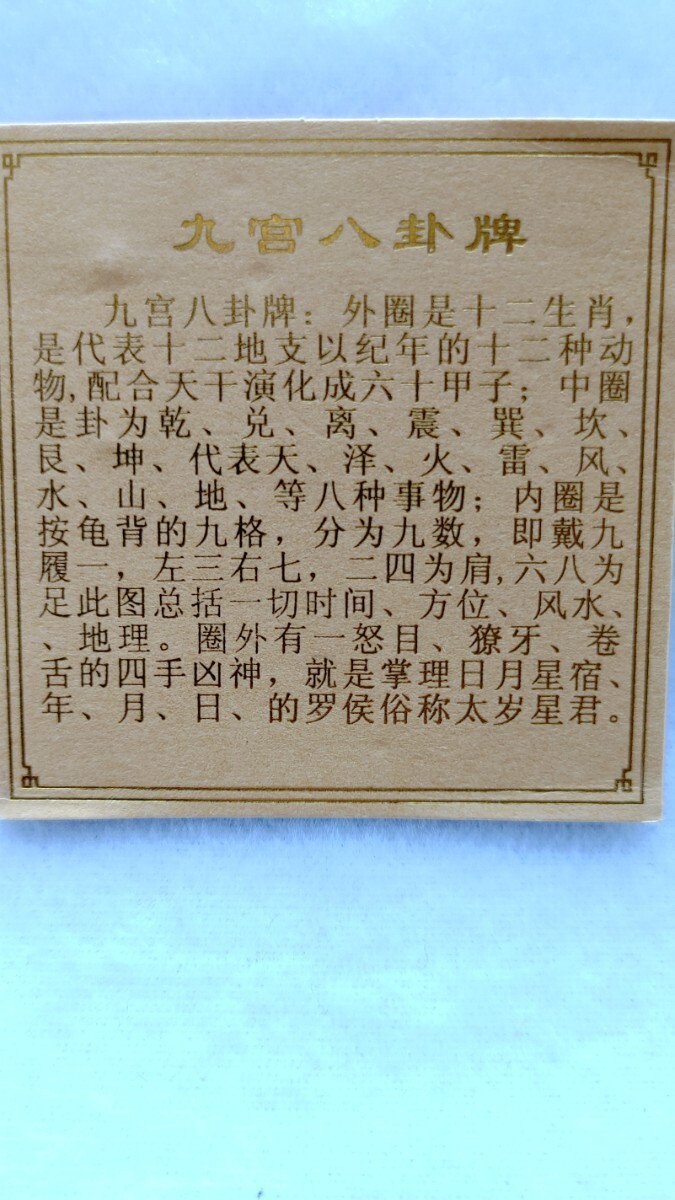 九宫八卦牌
九宫八卦牌：外圈是十二生肖，
是代表十二地支以纪年的十二种动
物,配合天干演化成六十甲子；中圈
是卦为乾、兑、离、震、巽、坎、
艮、坤、代表天、泽、火、雷、风、
水、山、地、等八种事物；内圈是
按龟背的九格，分为九数，即戴九
履一，左三右七，二四为肩,六八为
足此图总括一切时间、方位、风水、
、地理。圈外有一怒目、獠牙、卷
舌的四手凶神，就是掌理日月星宿、
年、月、日、的罗侯俗称太岁星君。